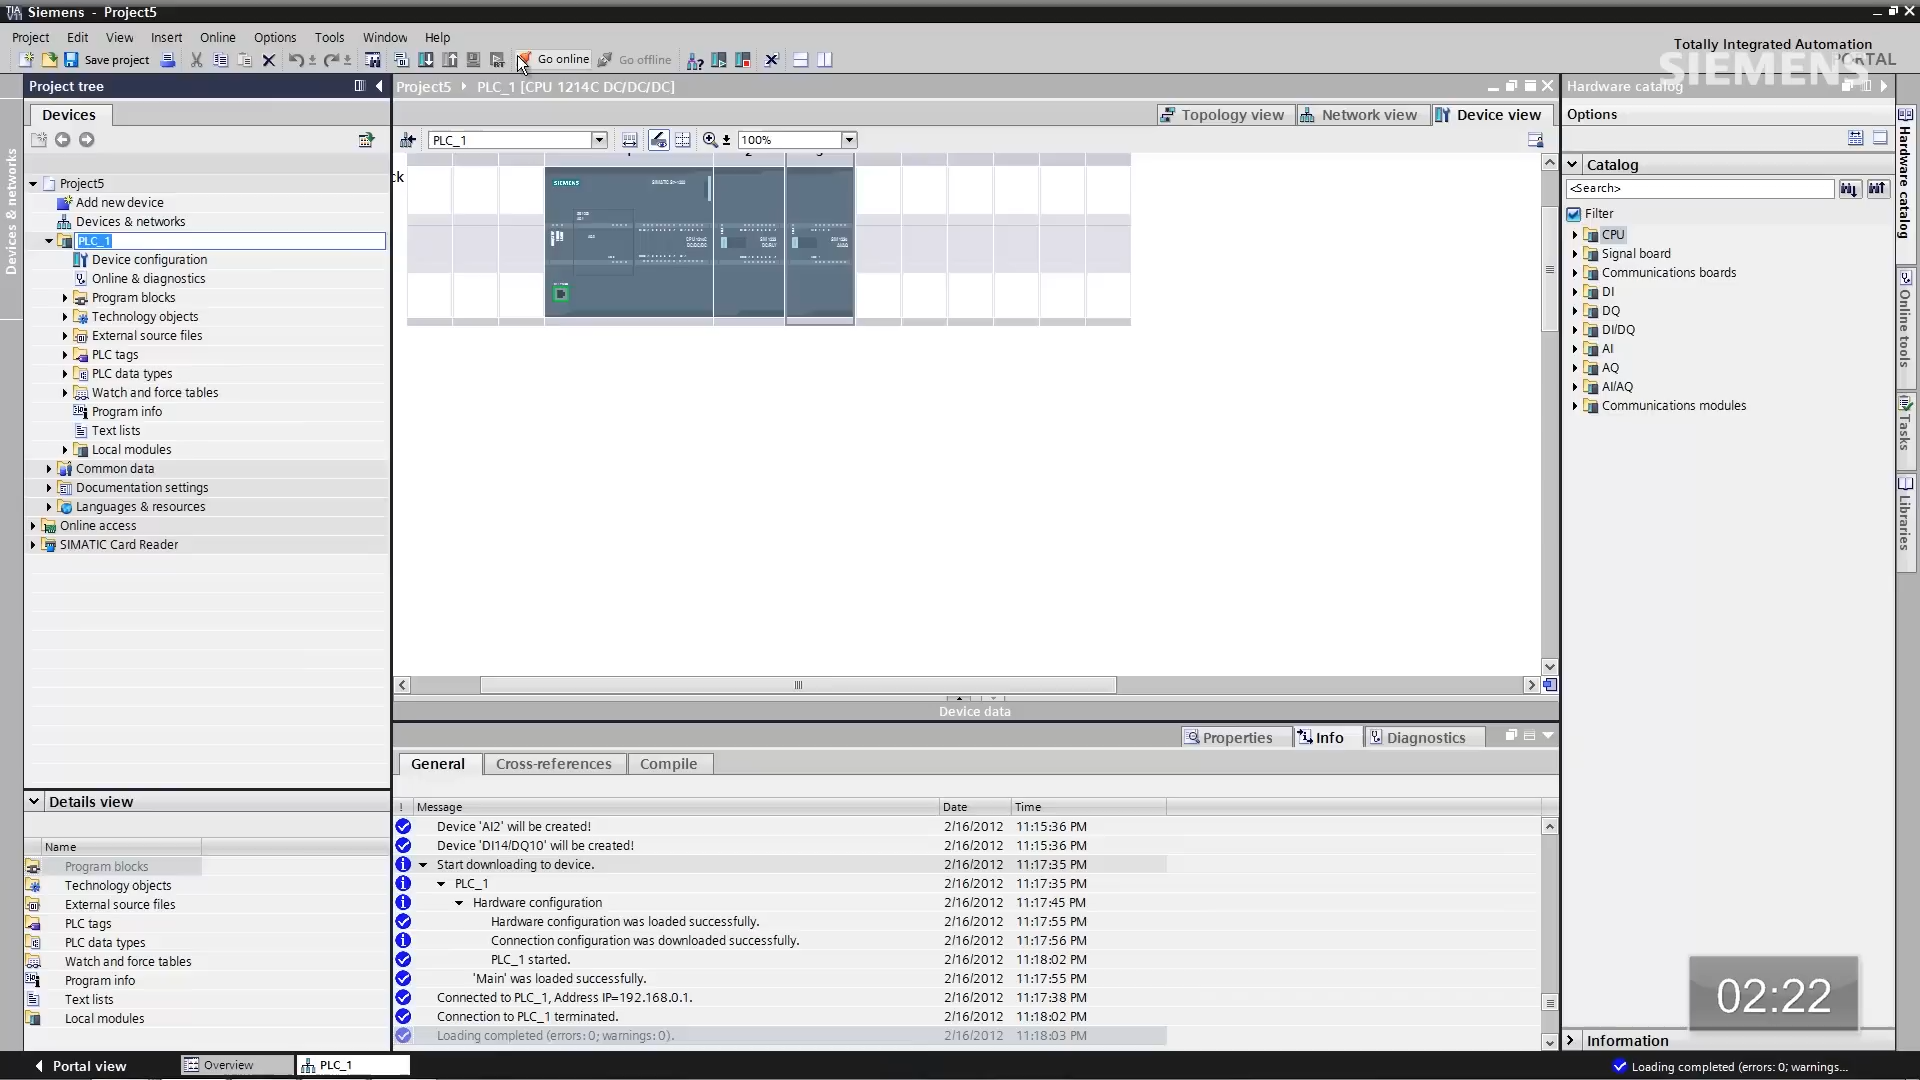 Siemens - Project5
Project Edit View Insert Online Options Tools Window Help
Totally Integrated Automation
PORTAL
SIEMENS
Save project
Go online
Go offline
Project tree
Project5 PLC_1 [CPU 1214C DC/DC/DC]
Hardware catalog
Devices
Topology view
Network view
Device view
Options
PLC_1
100%
Catalog
<Search>
Filter
CPU
Signal board
Communications boards
DI
DQ
DI/DQ
AI
AQ
AI/AQ
Communications modules
Devices & networks
Project5
Add new device
Devices & networks
PLC_1
Device configuration
Online & diagnostics
Program blocks
Technology objects
External source files
PLC tags
PLC data types
Watch and force tables
Program info
Text lists
Local modules
Common data
Documentation settings
Languages & resources
Online access
SIMATIC Card Reader
ck
SIEMENS
Hardware catalog
Online tools
Tasks
Libraries
Device data
Properties
Info
Diagnostics
General
Cross-references
Compile
Details view
Name
Program blocks
Technology objects
External source files
PLC tags
PLC data types
Watch and force tables
Program info
Text lists
Local modules
! Message Date Time
Device 'AI2' will be created! 2/16/2012 11:15:36 PM
Device 'DI14/DQ10' will be created! 2/16/2012 11:15:36 PM
Start downloading to device. 2/16/2012 11:17:35 PM
PLC_1 2/16/2012 11:17:35 PM
Hardware configuration 2/16/2012 11:17:45 PM
Hardware configuration was loaded successfully. 2/16/2012 11:17:55 PM
Connection configuration was downloaded successfully. 2/16/2012 11:17:56 PM
PLC_1 started. 2/16/2012 11:18:02 PM
'Main' was loaded successfully. 2/16/2012 11:17:55 PM
Connected to PLC_1, Address IP=192.168.0.1. 2/16/2012 11:17:38 PM
Connection to PLC_1 terminated. 2/16/2012 11:18:02 PM
Loading completed (errors: 0; warnings: 0). 2/16/2012 11:18:03 PM
02:22
Information
Portal view
Overview
PLC_1
Loading completed (errors: 0; warnings...